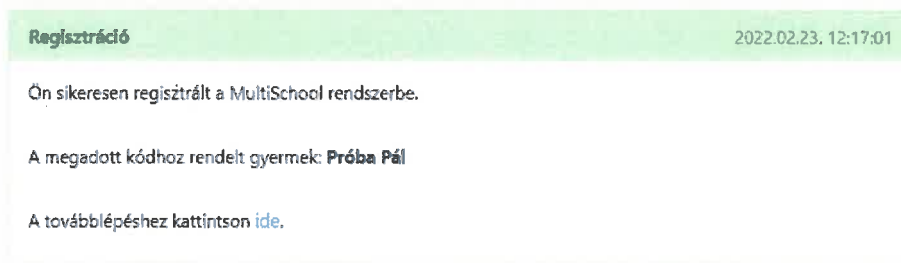 Regisztráció 2022.02.23. 12:17:01
Ön sikeresen regisztrált a MultiSchool rendszerbe.
A megadott kódhoz rendelt gyermek: Próba Pál
A továbblépéshez kattintson ide.